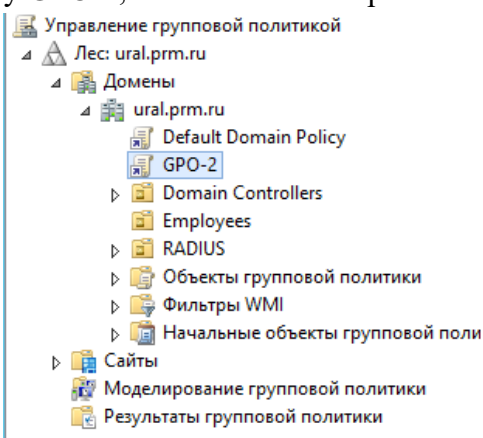 Управление групповой политикой
Лес: ural.prm.ru
Домены
ural.prm.ru
Default Domain Policy
GPO-2
Domain Controllers
Employees
RADIUS
Объекты групповой политики
Фильтры WMI
Начальные объекты групповой поли
Сайты
Моделирование групповой политики
Результаты групповой политики